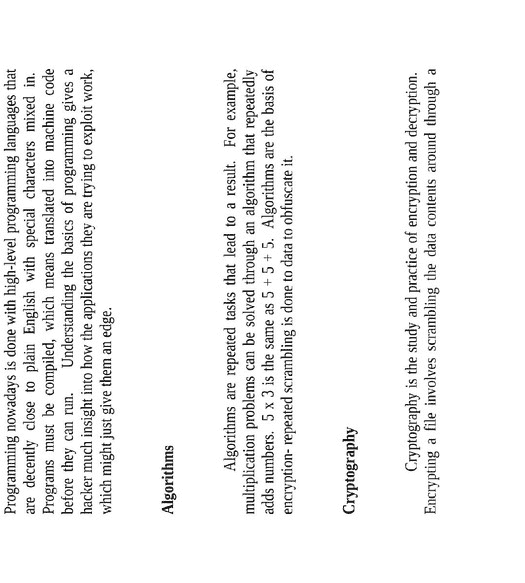 Programming nowadays is done with high-level programming languages that
are decently close to plain English with special characters mixed in.
Programs must be compiled, which means translated into machine code
before they can run. Understanding the basics of programming gives a
hacker much insight into how the applications they are trying to exploit work,
which might just give them an edge.
Algorithms
Algorithms are repeated tasks that lead to a result. For example,
multiplication problems can be solved through an algorithm that repeatedly
adds numbers. 5 x 3 is the same as 5 + 5 + 5. Algorithms are the basis of
encryption- repeated scrambling is done to data to obfuscate it.
Cryptography
Cryptography is the study and practice of encryption and decryption.
Encrypting a file involves scrambling the data contents around through a